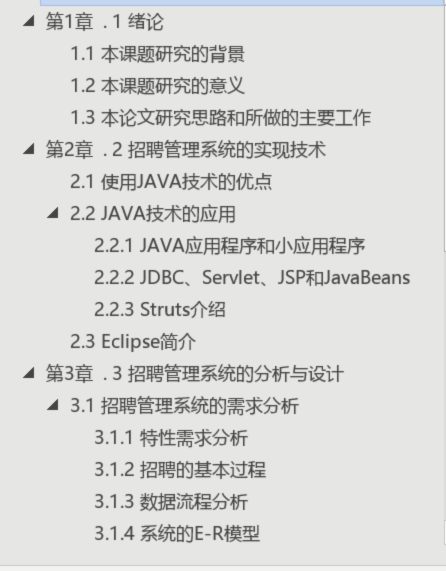 第1章 .1 绪论
1.1 本课题研究的背景
1.2 本课题研究的意义
1.3 本论文研究思路和所做的主要工作
第2章 .2 招聘管理系统的实现技术
2.1 使用JAVA技术的优点
2.2 JAVA技术的应用
2.2.1 JAVA应用程序和小应用程序
2.2.2 JDBC、Servlet、JSP和JavaBeans
2.2.3 Struts介绍
2.3 Eclipse简介
第3章 .3 招聘管理系统的分析与设计
3.1 招聘管理系统的需求分析
3.1.1 特性需求分析
3.1.2 招聘的基本过程
3.1.3 数据流程分析
3.1.4 系统的E-R模型